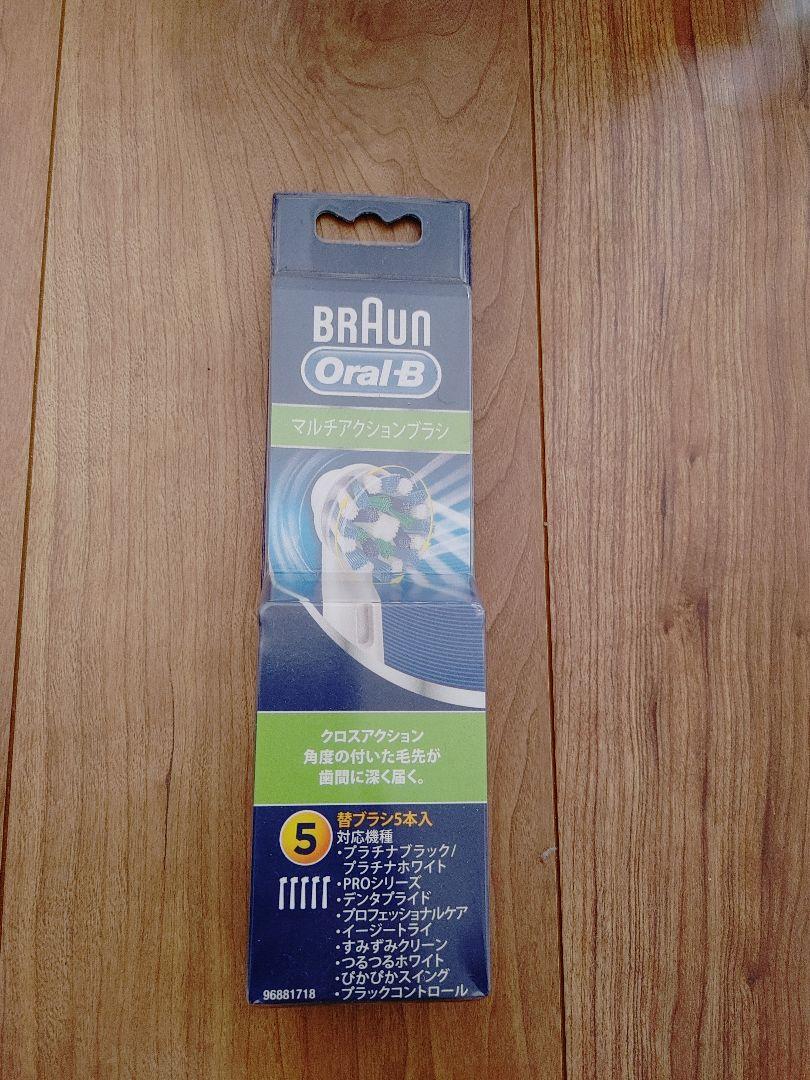 BRAUN
Oral-B
マルチアクションブラシ
クロスアクション
角度の付いた毛先が
歯間に深く届く。
5
替ブラシ5本入
対応機種
・プラチナブラック/
プラチナホワイト
・PROシリーズ
・デンタプライド
・プロフェッショナルケア
・イージートライ
・すみずみクリーン
・つるつるホワイト
・ぴかぴかスイング
・プラックコントロール
96881718